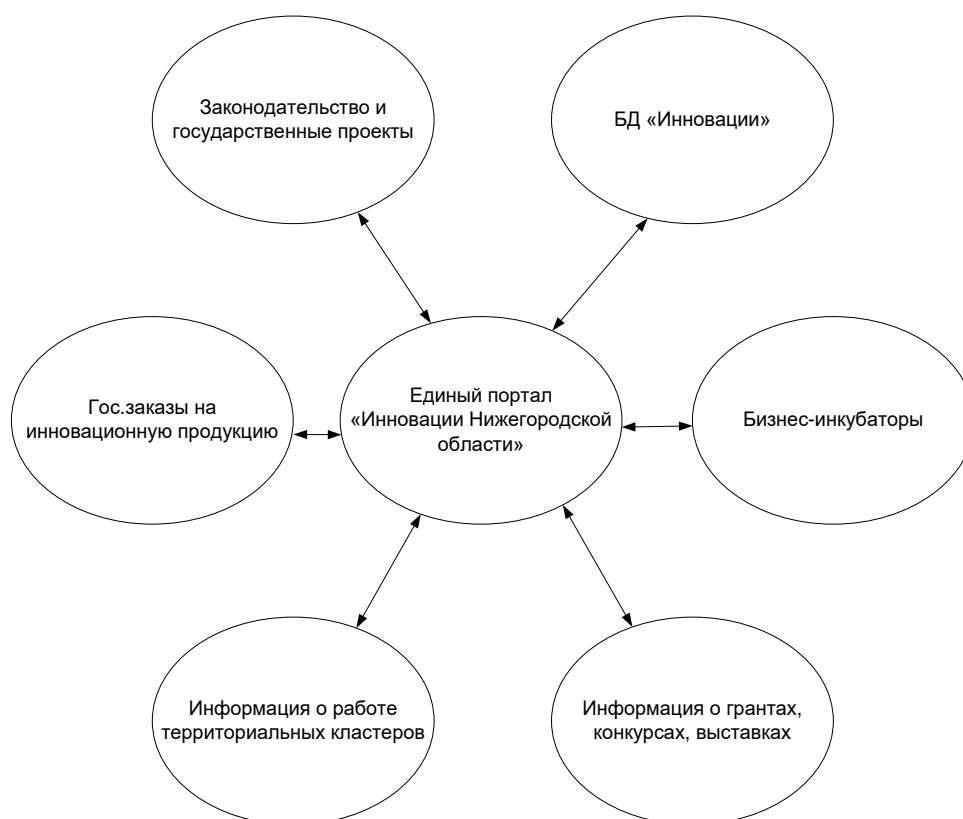 Законодательство и
государственные проекты
БД «Инновации»
Гос.заказы на
инновационную продукцию
Единый портал
«Инновации Нижегородской
области»
Бизнес-инкубаторы
Информация о работе
территориальных кластеров
Информация о грантах,
конкурсах, выставках